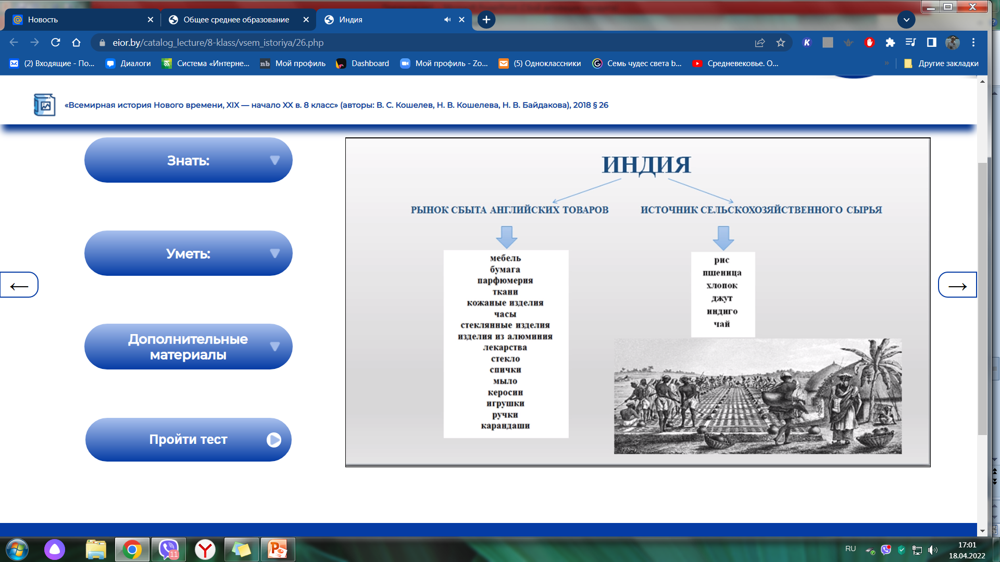 Новость
Общее среднее образование
Индия
eior.by/catalog_lecture/8-klass/vsem_istoriya/26.php
(2) Входящие - По...
Диалоги
Система «Интерне...
nb
Мой профиль
Dashboard
Мой профиль - Zo...
(5) Одноклассники
Семь чудес света b...
Средневековье. О...
Другие закладки
«Всемирная история Нового времени, XIX — начало XX в. 8 класс» (авторы: В. С. Кошелев, Н. В. Кошелева, Н. В. Байдакова), 2018 § 26
Знать:
Уметь:
Дополнительные
материалы
Пройти тест
ИНДИЯ
РЫНОК СБЫТА АНГЛИЙСКИХ ТОВАРОВ
ИСТОЧНИК СЕЛЬСКОХОЗЯЙСТВЕННОГО СЫРЬЯ
мебель
бумага
парфюмерия
ткани
кожаные изделия
часы
стеклянные изделия
изделия из алюминия
лекарства
стекло
спички
мыло
керосин
игрушки
ручки
карандаши
рис
пшеница
хлопок
джут
индиго
чай
11
RU
17:01
18.04.2022